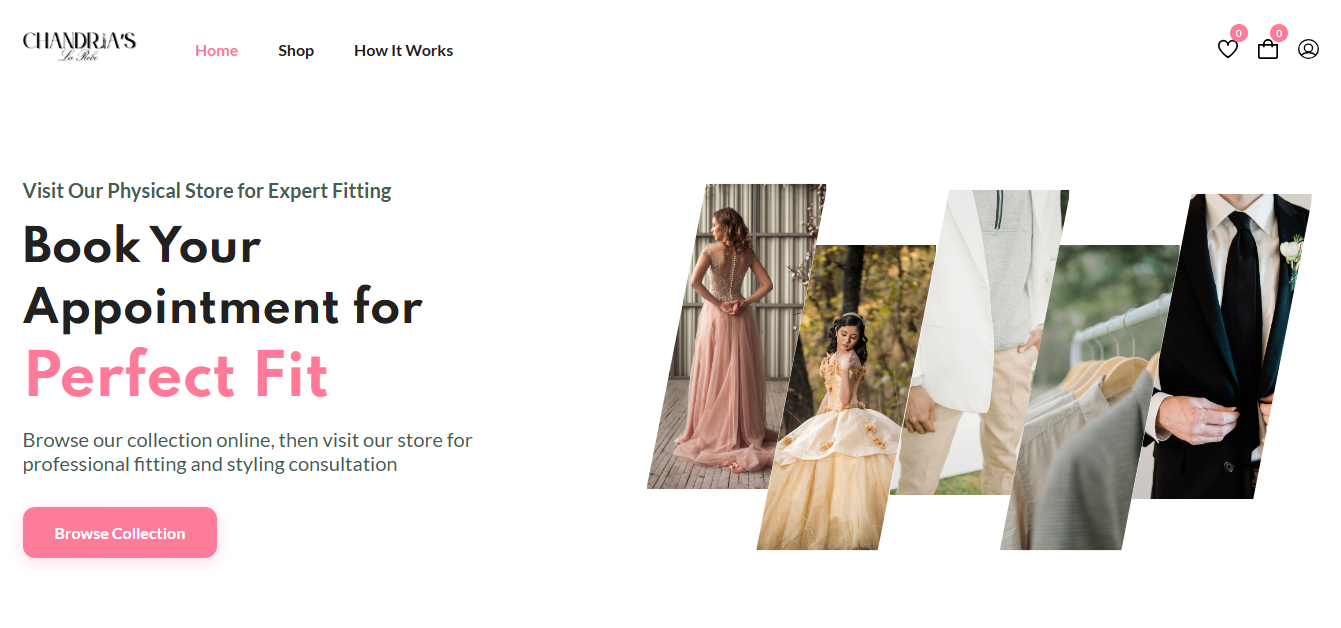 CHANDRIA'S
La Robe
Home
Shop
How It Works
0
0
Visit Our Physical Store for Expert Fitting
Book Your
Appointment for
Perfect Fit
Browse our collection online, then visit our store for
professional fitting and styling consultation
Browse Collection